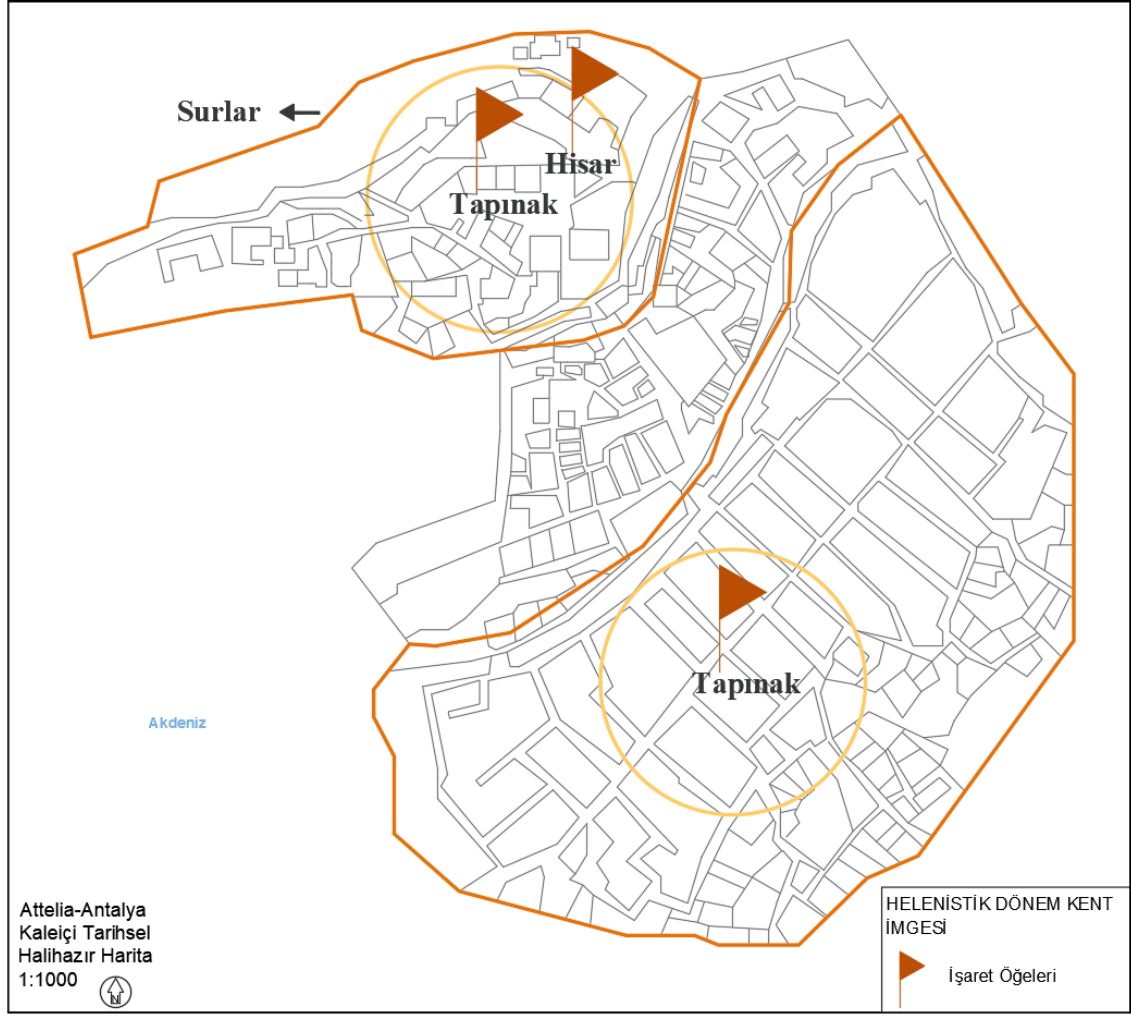 Surlar
Hisar
Tapınak
Tapınak
Akdeniz
Attelia-Antalya
Kaleiçi Tarihsel
Halihazır Harita
1:1000
N
HELENİSTİK DÖNEM KENT
İMGESİ
İşaret Öğeleri